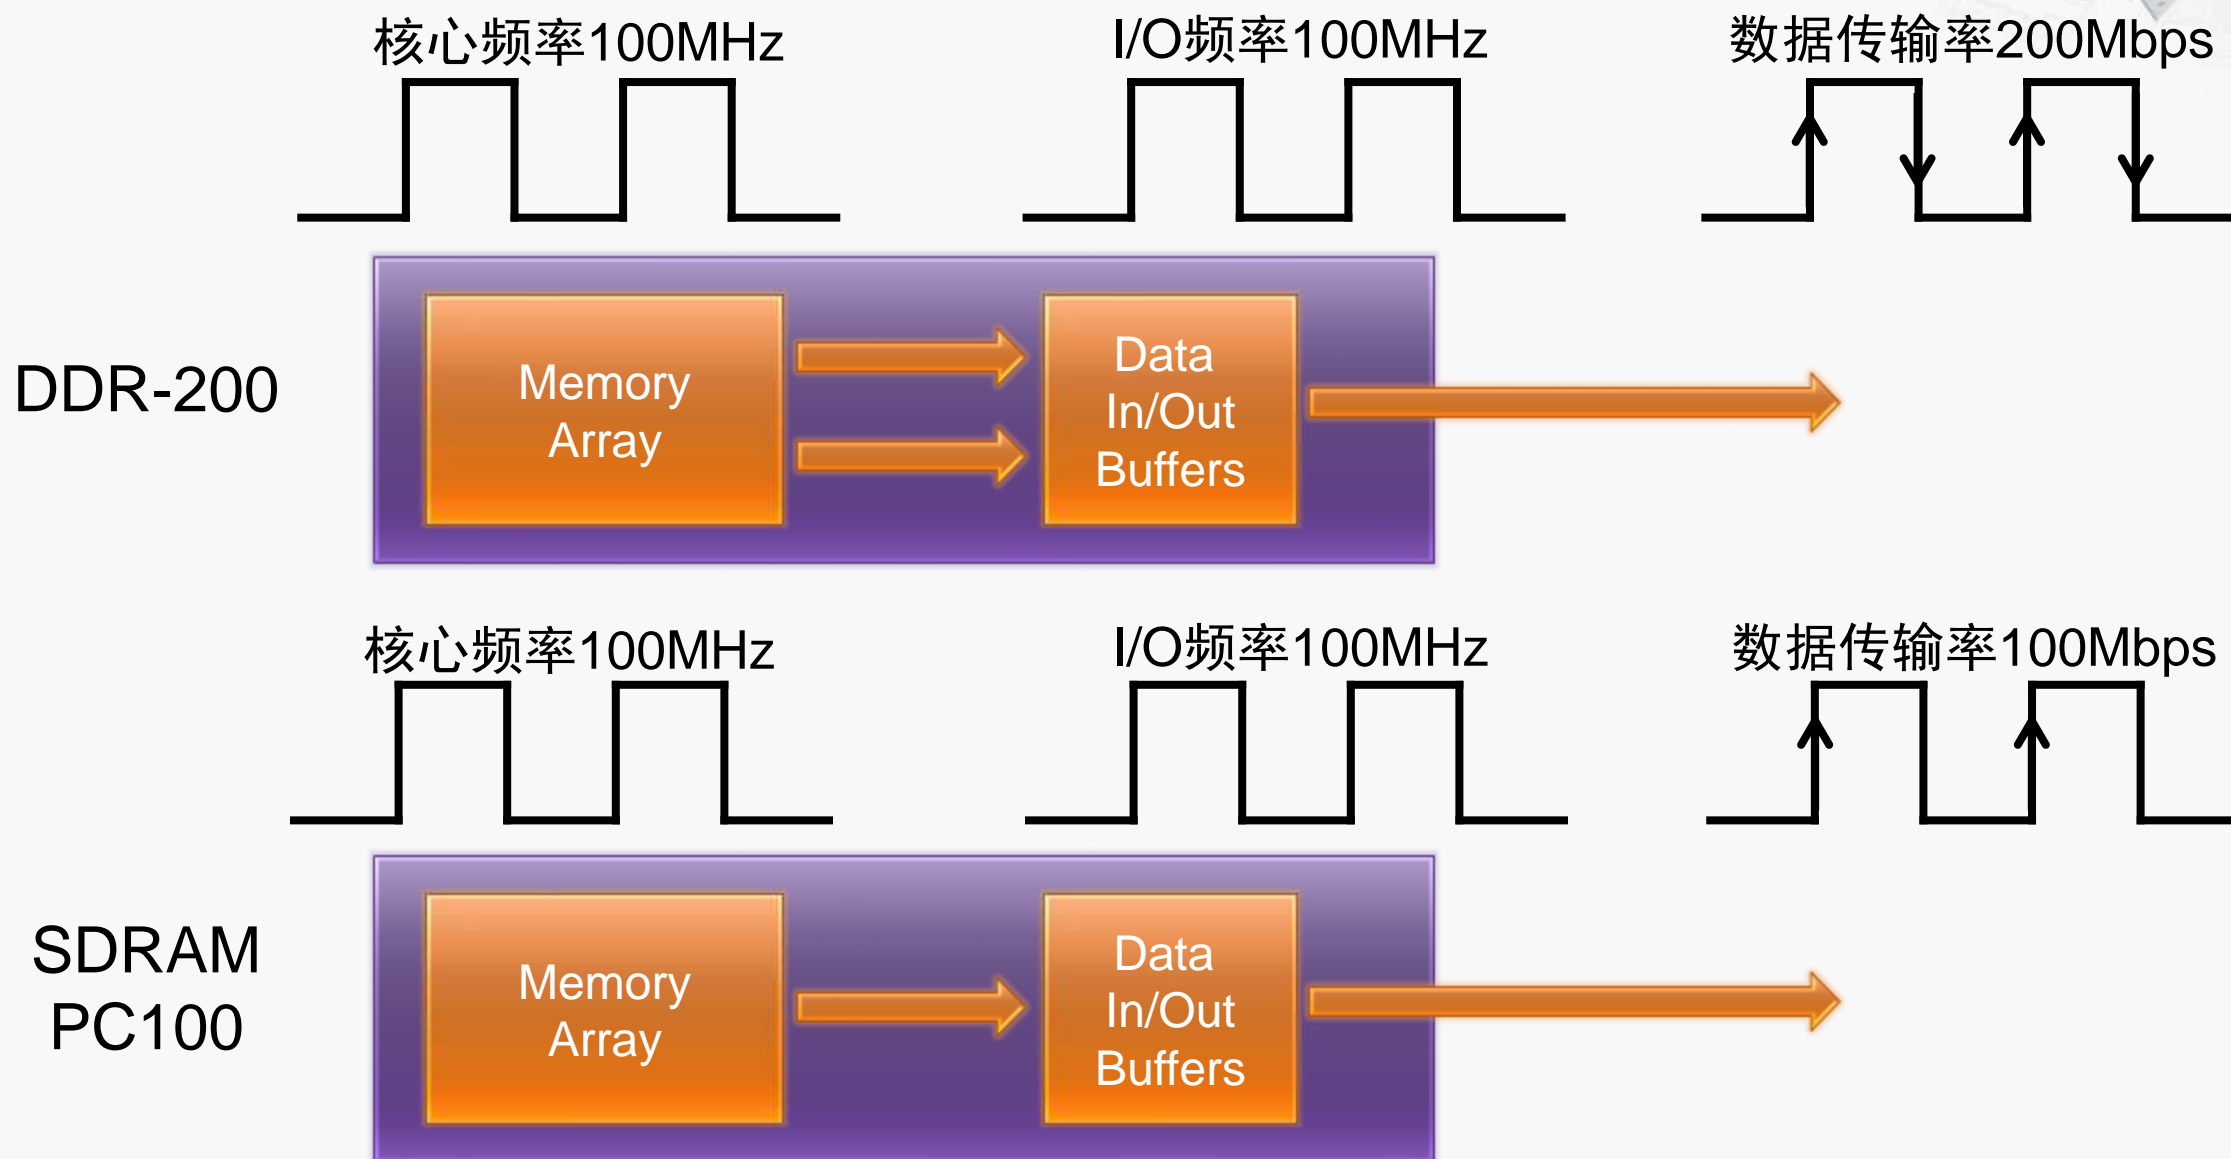 核心频率100MHz
I/O频率100MHz
数据传输率200Mbps
DDR-200
Memory
Array
Data
In/Out
Buffers
核心频率100MHz
I/O频率100MHz
数据传输率100Mbps
SDRAM
PC100
Memory
Array
Data
In/Out
Buffers